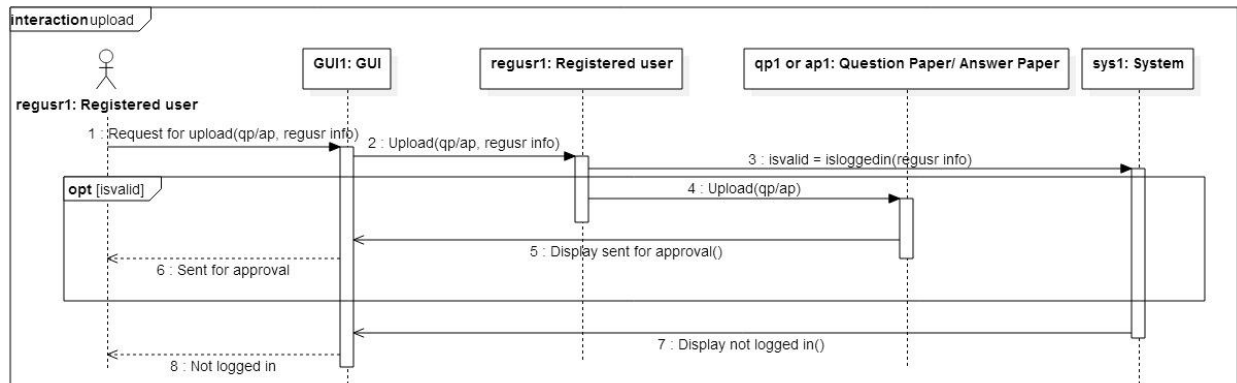 interaction upload
GUI1: GUI
regusr1: Registered user
qp1 or ap1: Question Paper/ Answer Paper
sys1: System
regusr1: Registered user
1 : Request for upload(qp/ap, regusr info)
2 : Upload(qp/ap, regusr info)
3 : isvalid = isloggedin(regusr info)
opt [isvalid]
4 : Upload(qp/ap)
5 : Display sent for approval()
6 : Sent for approval
7 : Display not logged in()
8 : Not logged in